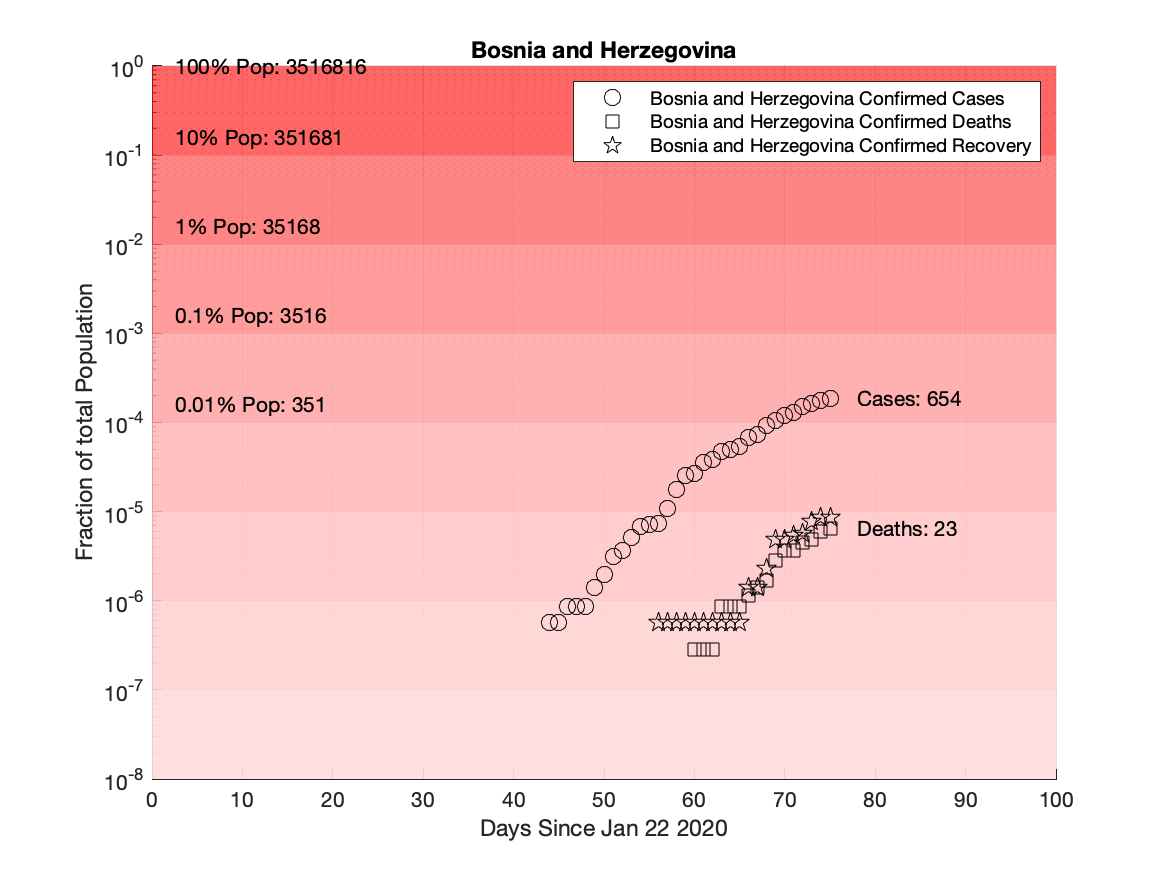 Bosnia and Herzegovina
10^0
10^-1
10^-2
10^-3
10^-4
10^-5
10^-6
10^-7
10^-8
Fraction of total Population
100% Pop: 3516816
10% Pop: 351681
1% Pop: 35168
0.1% Pop: 3516
0.01% Pop: 351
Bosnia and Herzegovina Confirmed Cases
Bosnia and Herzegovina Confirmed Deaths
Bosnia and Herzegovina Confirmed Recovery
Cases: 654
Deaths: 23
0 10 20 30 40 50 60 70 80 90 100
Days Since Jan 22 2020